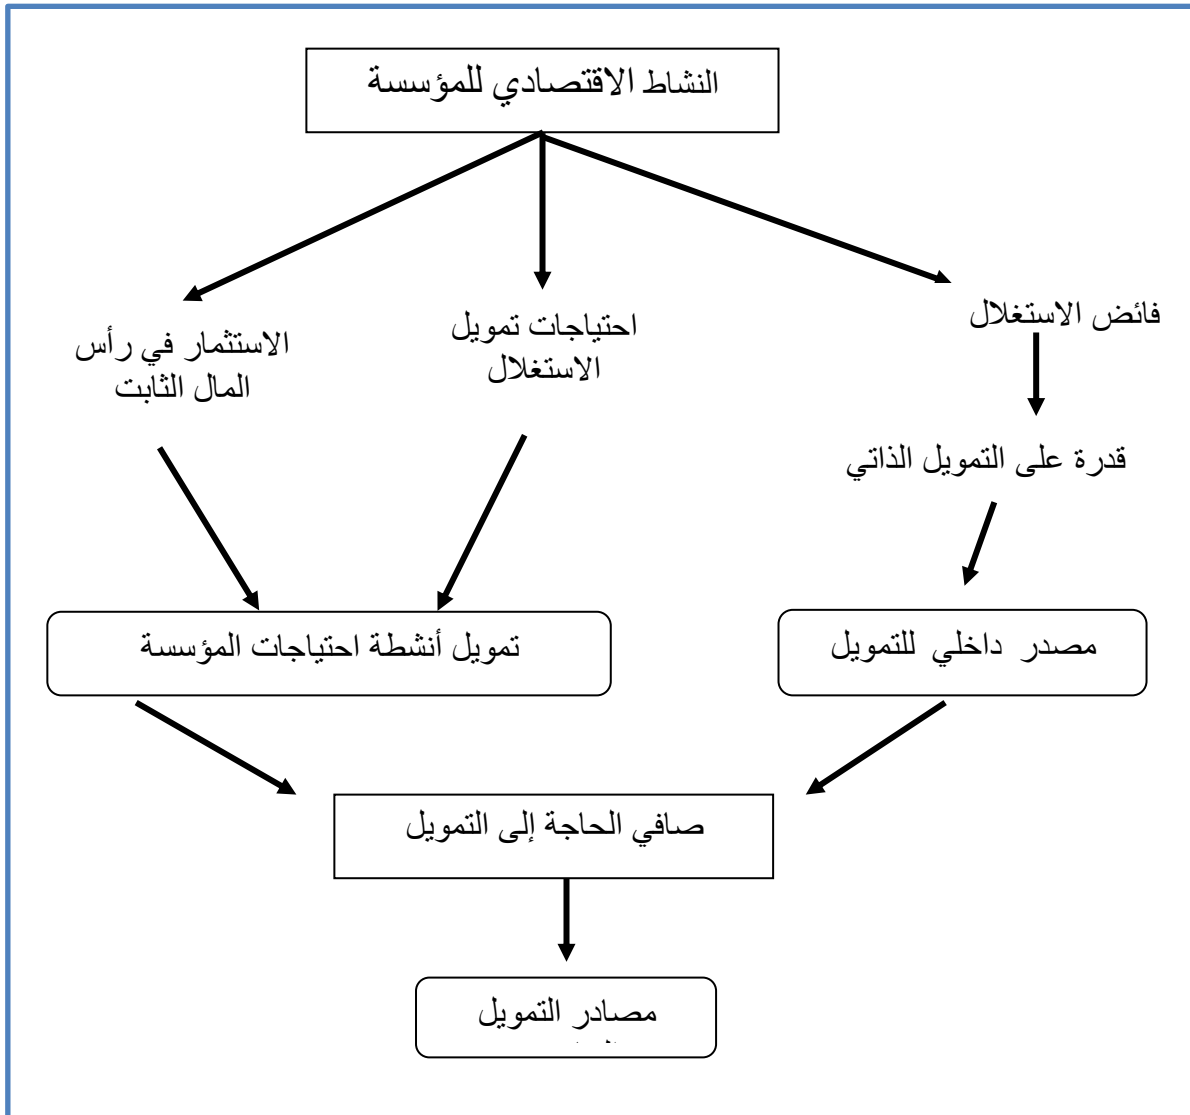 النشاط الاقتصادي للمؤسسة
فائض الاستغلال
احتياجات تمويل
الاستغلال
الاستثمار في رأس
المال الثابت
قدرة على التمويل الذاتي
مصدر داخلي للتمويل
تمويل أنشطة احتياجات المؤسسة
صافي الحاجة إلى التمويل
مصادر التمويل